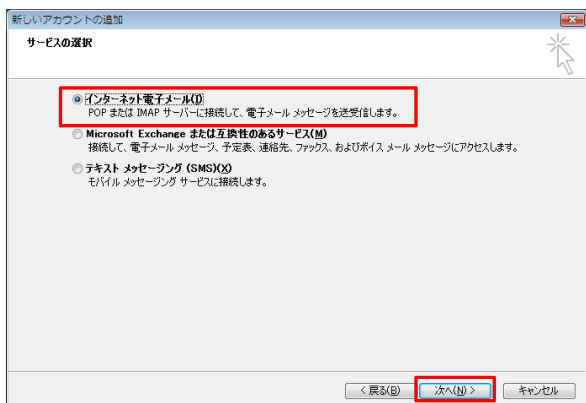 新しいアカウントの追加
サービスの選択
インターネット電子メール(I)
POP または IMAP サーバーに接続して、電子メール メッセージを送受信します。
Microsoft Exchange または互換性のあるサービス(M)
接続して、電子メール メッセージ、予定表、連絡先、ファックス、およびボイス メール メッセージにアクセスします。
テキスト メッセージング (SMS)(X)
モバイル メッセージング サービスに接続します。
< 戻る(B) 次へ(N) > キャンセル